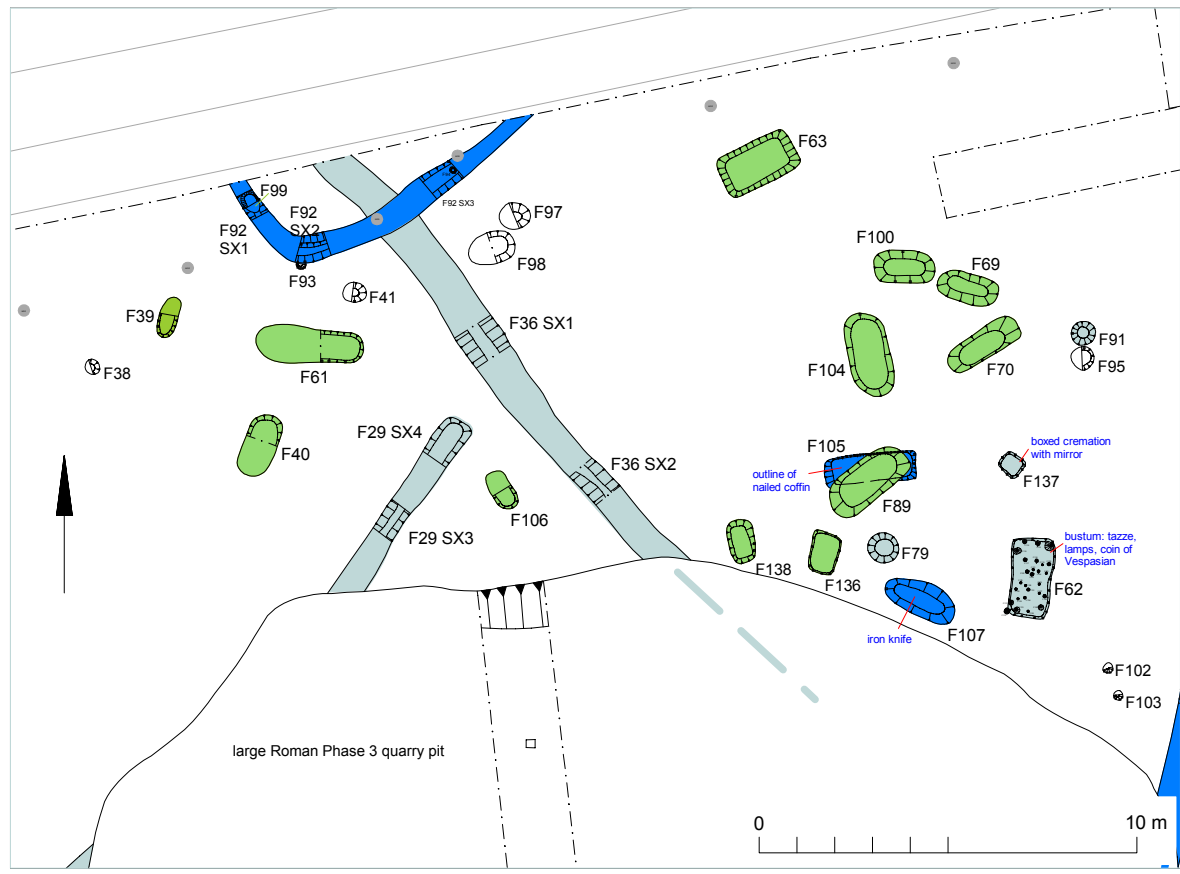 F63
F99
F92
SX2
F92 SX3
F92
SX1
F97
F98
F93
F100
F69
F41
F39
F36 SX1
F91
F95
F38
F61
F104
F70
F29 SX4
F40
F105
boxed cremation
with mirror
F36 SX2
outline of
nailed coffin
F137
F89
F106
F29 SX3
bustum: tazze,
lamps, coin of
Vespasian
F79
F138
F136
F62
iron knife
F107
F102
F103
large Roman Phase 3 quarry pit
0
10 m